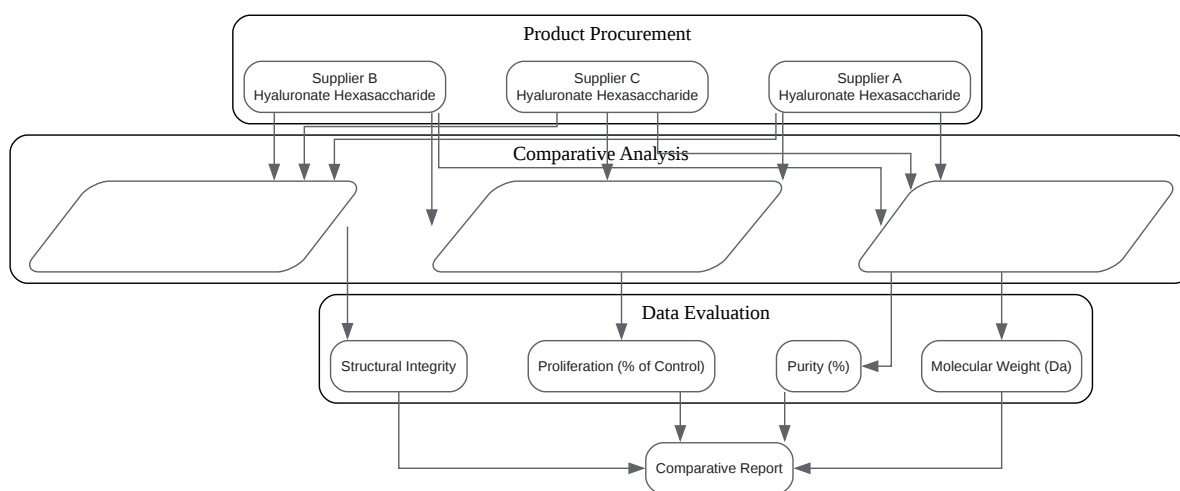 Product Procurement
Supplier B
Hyaluronate Hexasaccharide
Supplier C
Hyaluronate Hexasaccharide
Supplier A
Hyaluronate Hexasaccharide
Comparative Analysis
Data Evaluation
Structural Integrity
Proliferation (% of Control)
Purity (%)
Molecular Weight (Da)
Comparative Report